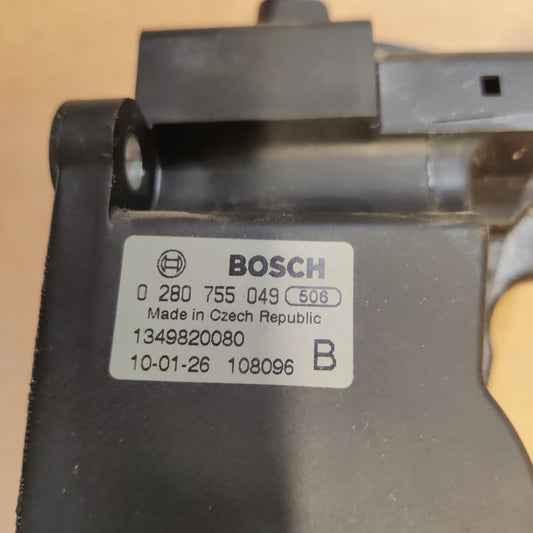 BOSCH
0 280 755 049 506
Made in Czech Republic
1349820080
10-01-26 108096 B